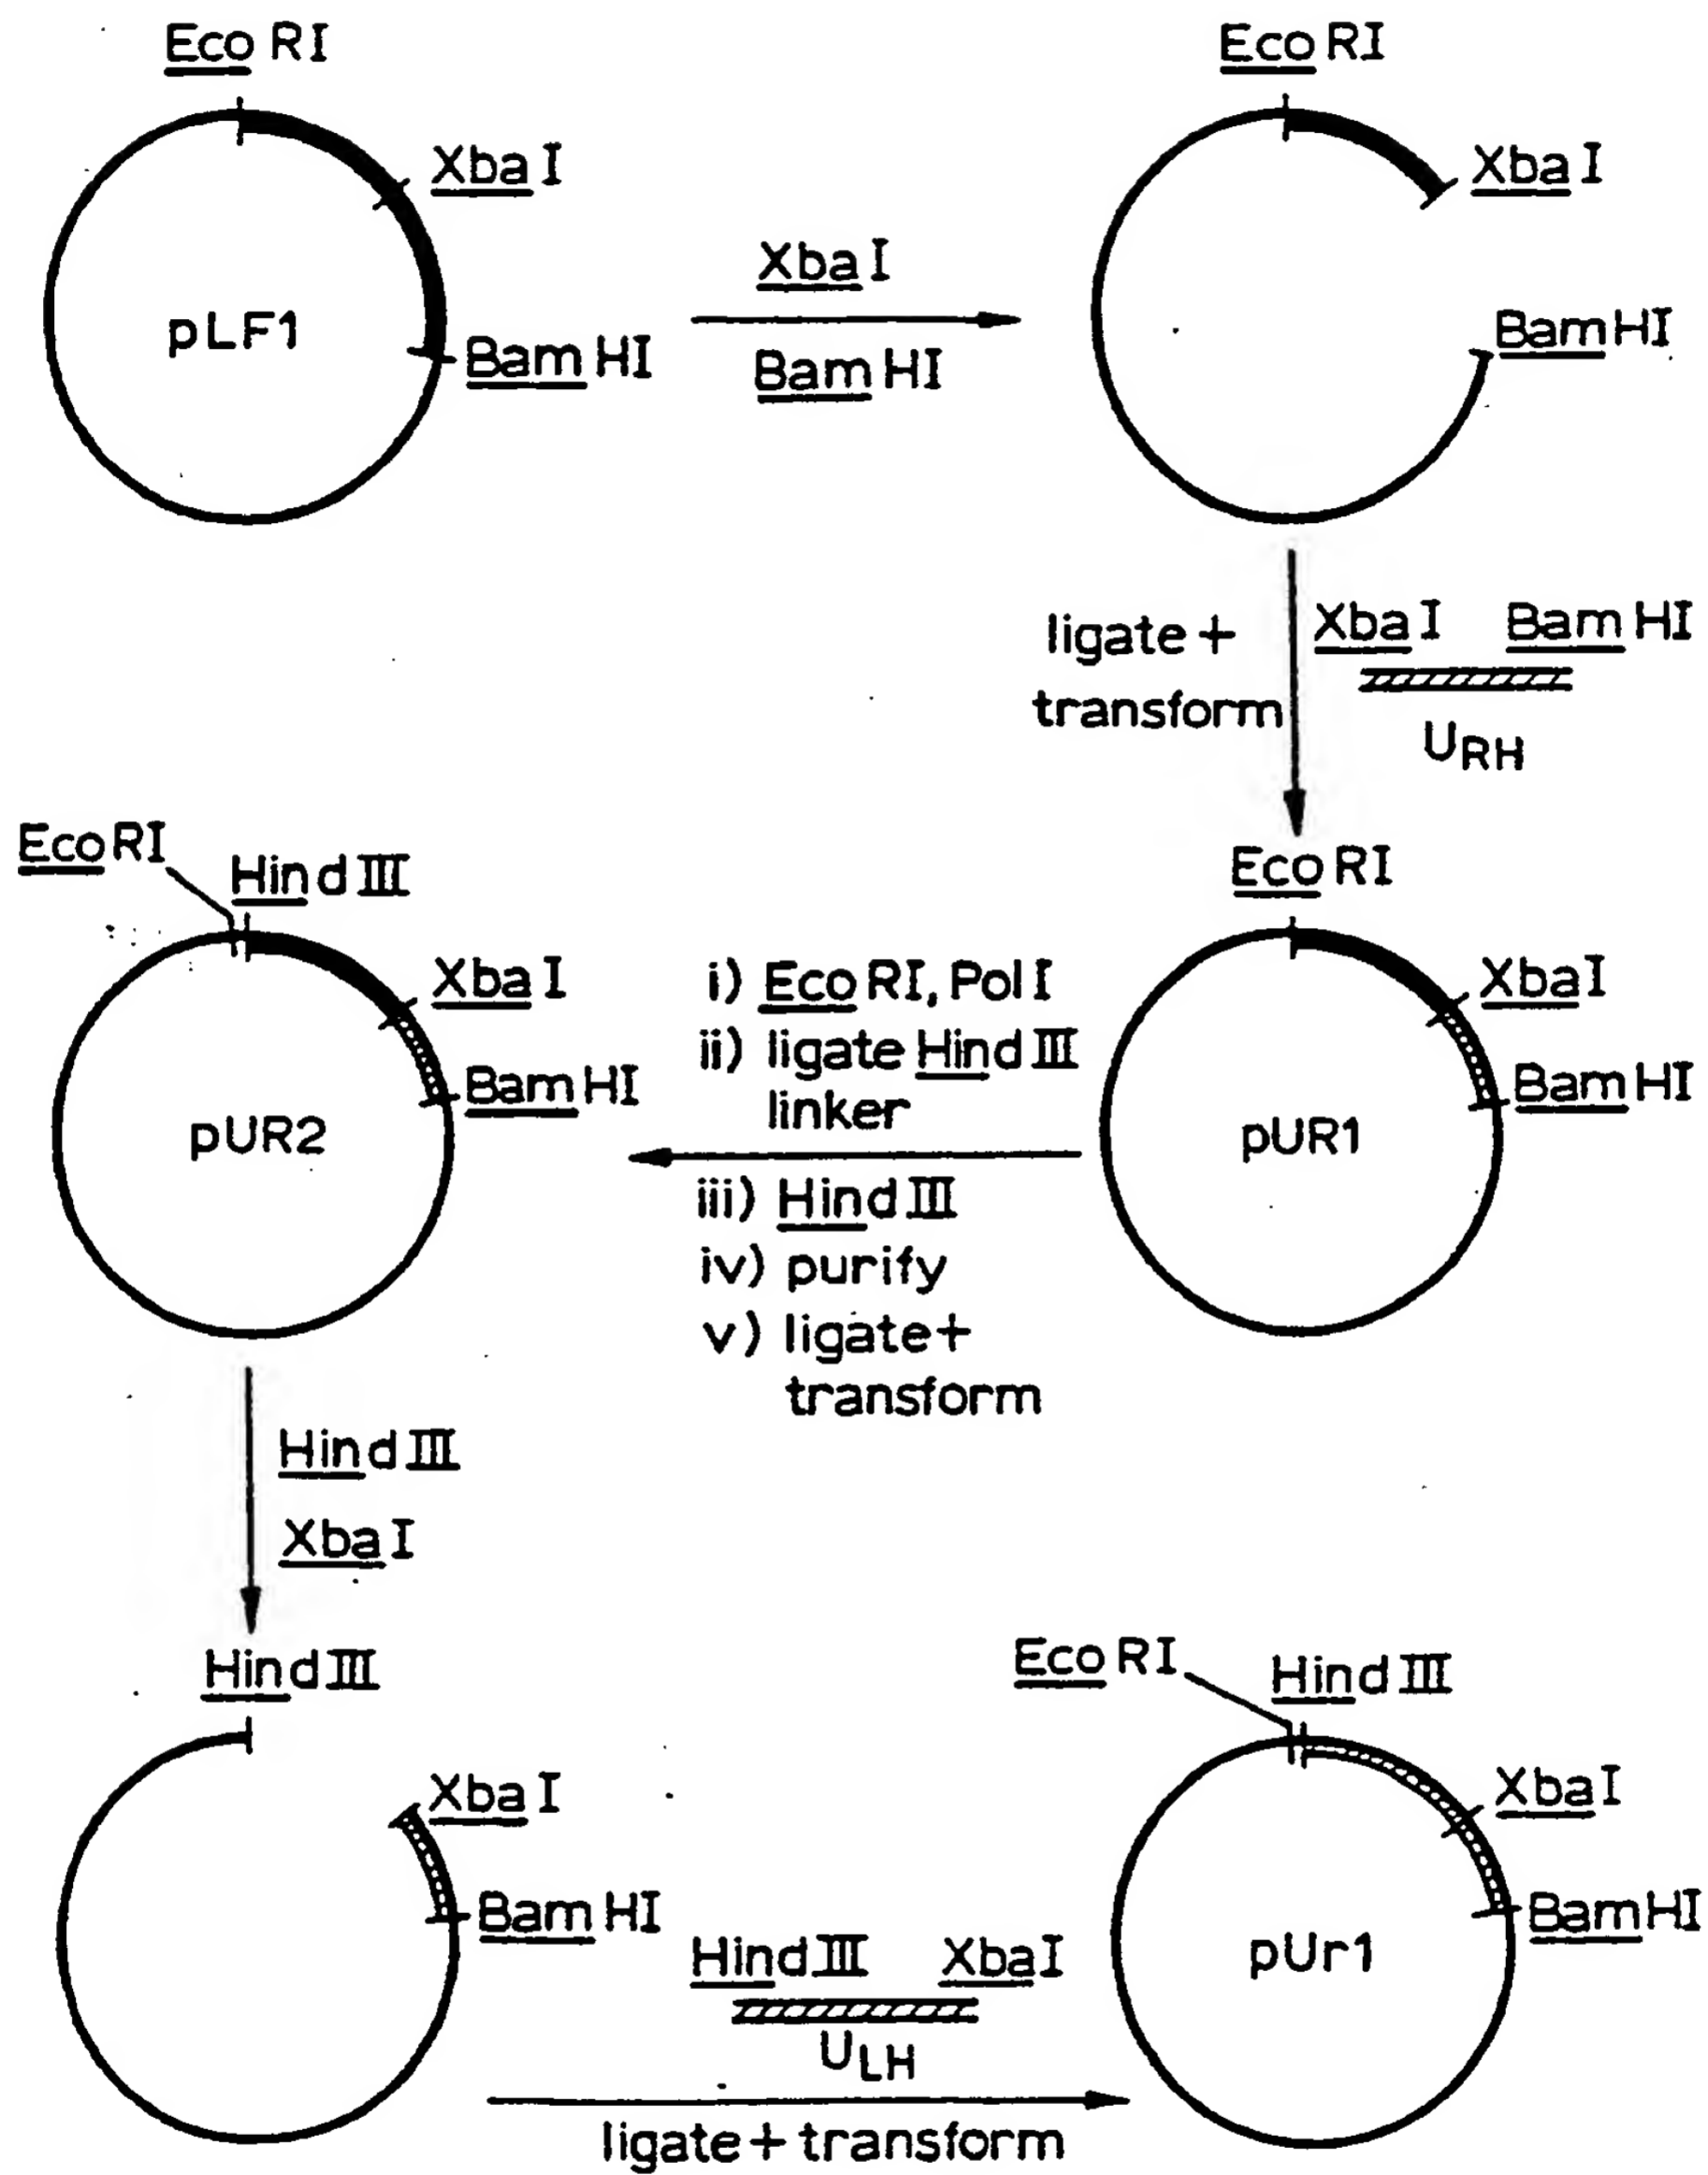 Eco RI
Xba I
pLF1
Bam HI
Xba I
Bam HI
Eco RI
Xba I
Bam HI
ligate +
transform
Xba I Bam HI
URH
Eco RI
Xba I
Bam HI
pUR1
i) Eco RI, Pol I
ii) ligate Hind III
linker
iii) Hind III
iv) purify
v) ligate +
transform
Eco RI
Hind III
Xba I
Bam HI
pUR2
Hind III
Xba I
Hind III
Xba I
Bam HI
Hind III Xba I
ULH
ligate + transform
Eco RI
Hind III
Xba I
Bam HI
pUr1